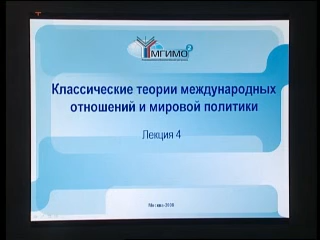 МГИМО
Классические теории международных
отношений и мировой политики
Лекция 4